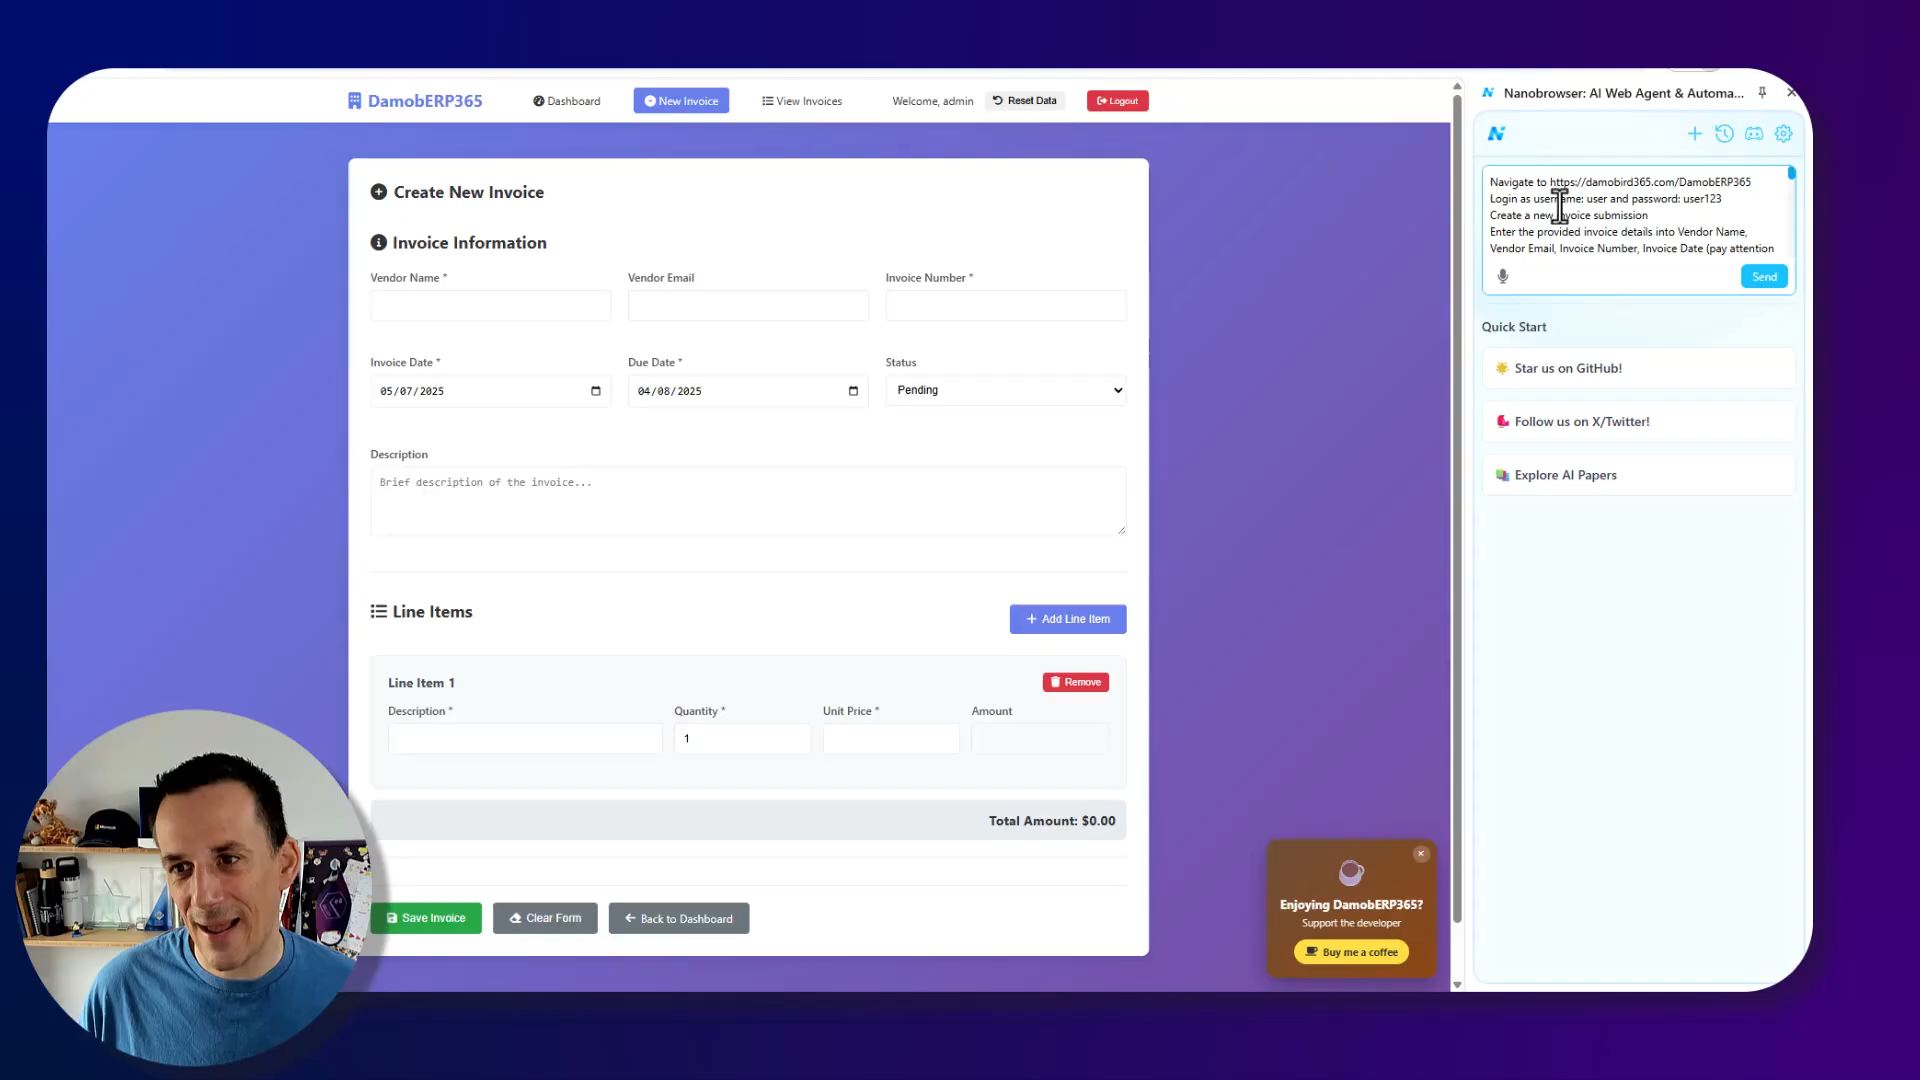 DamobERP365
Dashboard
New Invoice
View Invoices
Welcome, admin
Reset Data
Logout
Create New Invoice
Invoice Information
Vendor Name *
Vendor Email
Invoice Number *
Invoice Date *
Due Date *
Status
05/07/2025
04/08/2025
Pending
Description
Brief description of the invoice...
Line Items
Add Line Item
Line Item 1
Remove
Description *
Quantity *
Unit Price *
Amount
1
Total Amount: $0.00
Save Invoice
Clear Form
Back to Dashboard
Enjoying DamobERP365?
Support the developer
Buy me a coffee
Nanobrowser: AI Web Agent & Automa...
Navigate to https://damobird365.com/DamobERP365
Login as username: user and password: user123
Create a new invoice submission
Enter the provided invoice details into Vendor Name,
Vendor Email, Invoice Number, Invoice Date (pay attention
Send
Quick Start
Star us on GitHub!
Follow us on X/Twitter!
Explore AI Papers